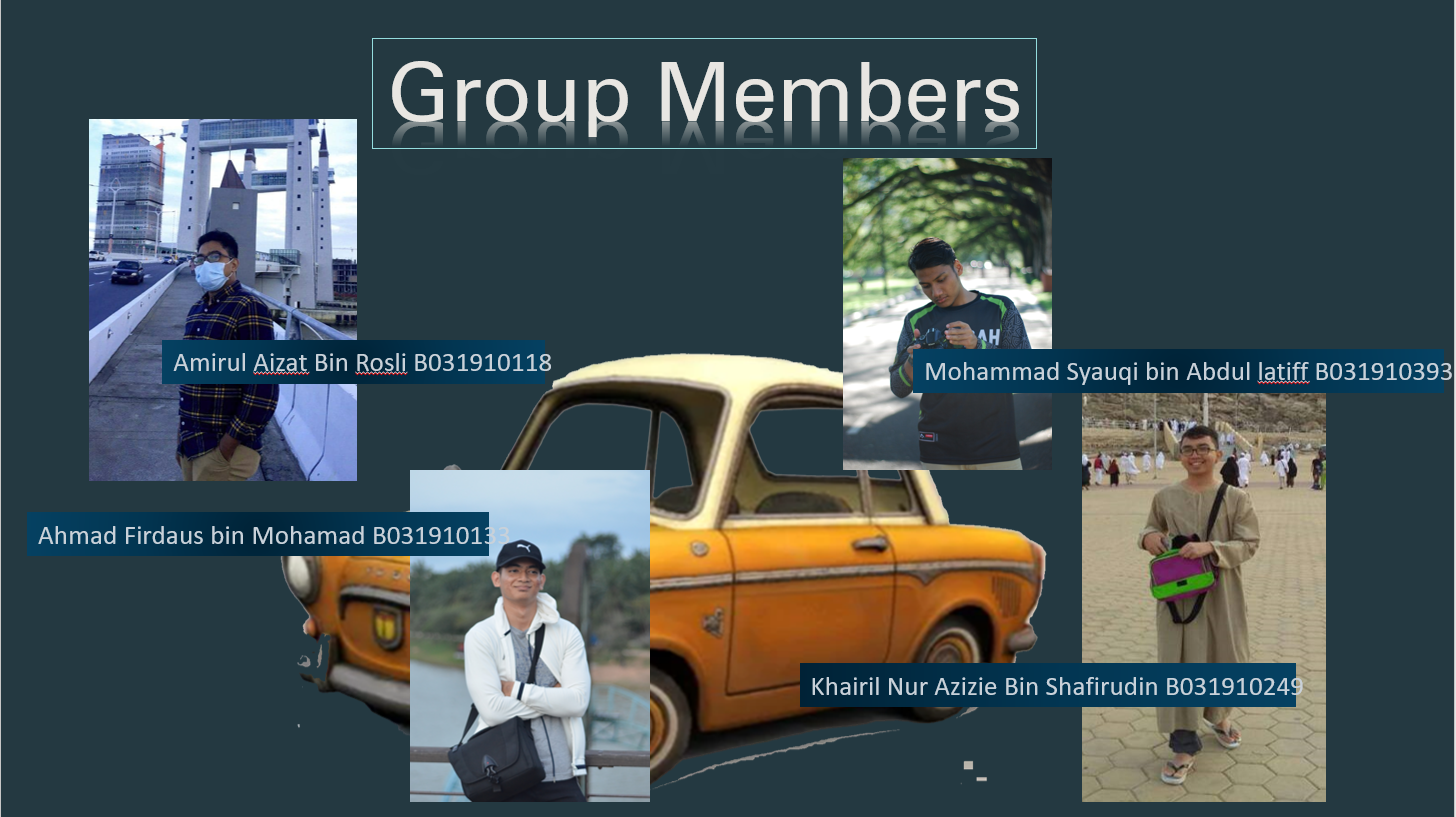 Group Members
Amirul Aizat Bin Rosli B031910118
Mohammad Syauqi bin Abdul latiff B031910393
Ahmad Firdaus bin Mohamad B031910133
Khairil Nur Azizie Bin Shafirudin B031910249